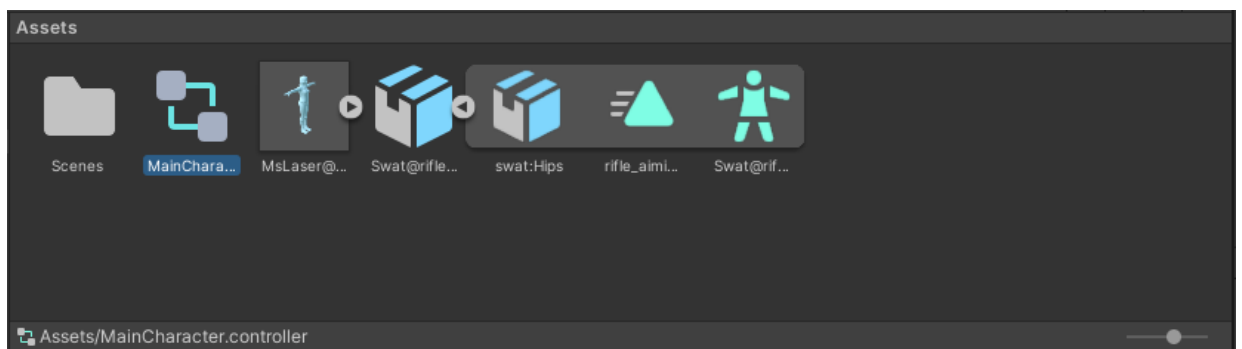 Assets
Scenes
MainChara...
MsLaser@...
Swat@rifle...
swat:Hips
rifle_aimi...
Swat@rif...
Assets/MainCharacter.controller